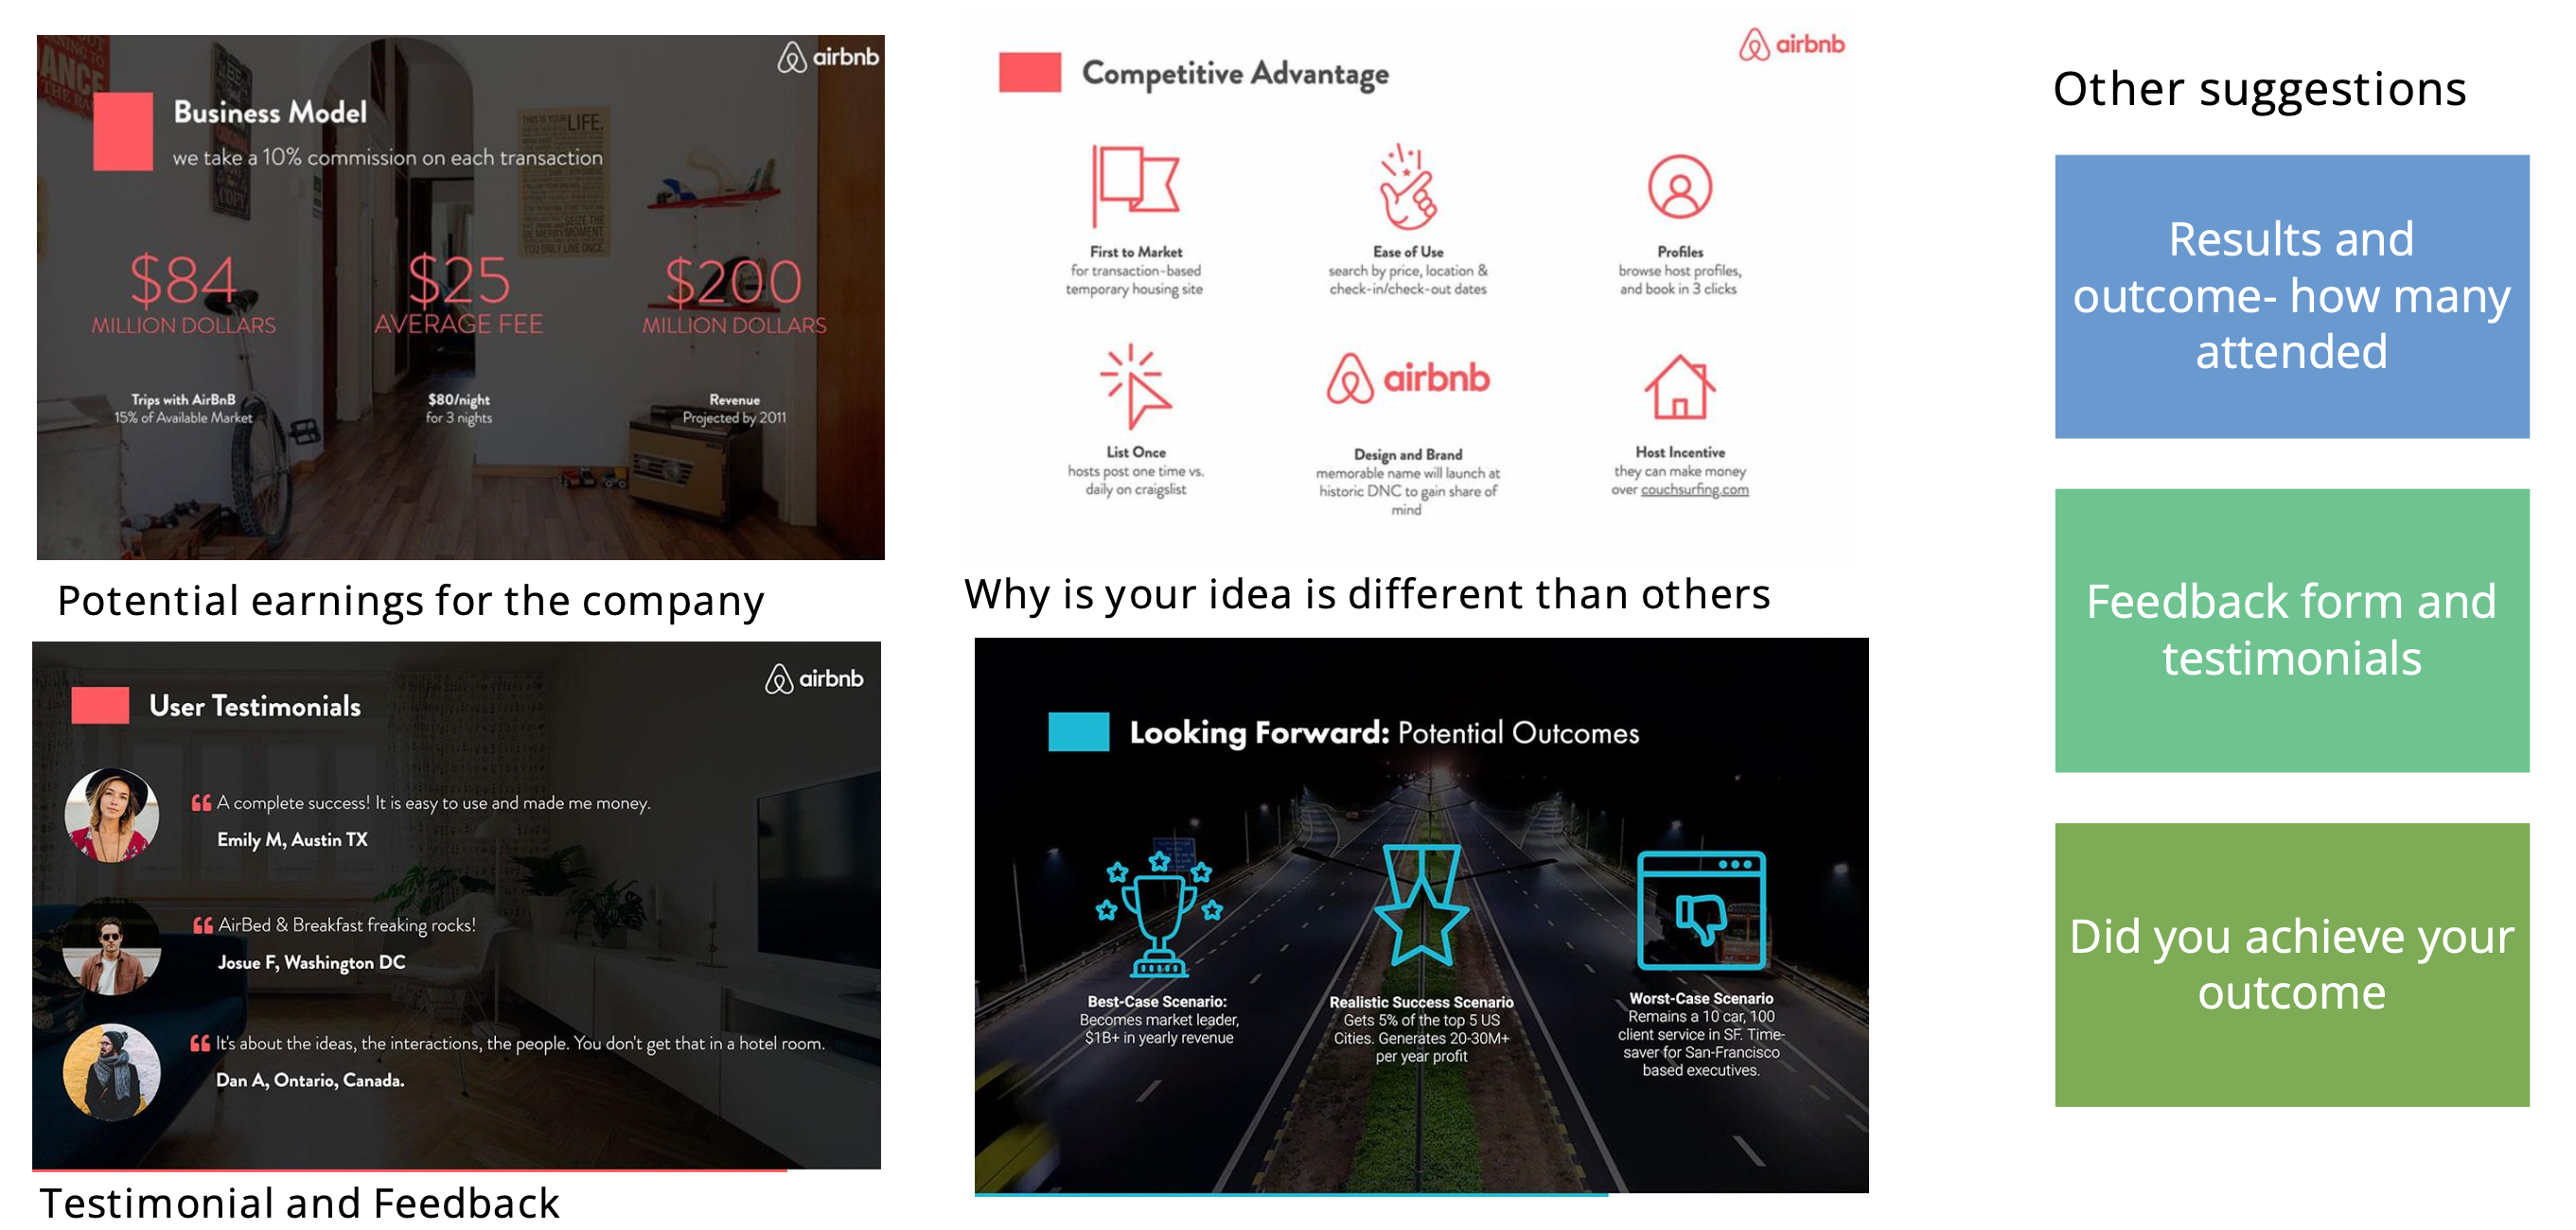 airbnb
Business Model
we take a 10% commission on each transaction
$84
MILLION DOLLARS
Trips with AirBnB
15% of Available Market
$25
AVERAGE FEE
$80/night
for 3 nights
$200
MILLION DOLLARS
Revenue
Projected by 2011
Potential earnings for the company
airbnb
Competitive Advantage
First to Market
for transaction-based
temporary housing site
Ease of Use
search by price, location &
check-in/check-out dates
Profiles
browse host profiles,
and book in 3 clicks
List Once
hosts post one time vs.
daily on craigslist
airbnb
Design and Brand
memorable name will launch at
historic DNC to gain share of
mind
Host Incentive
they can make money
over couchsurfing.com
Why is your idea is different than others
airbnb
User Testimonials
A complete success! It is easy to use and made me money.
Emily M, Austin TX
AirBed & Breakfast freaking rocks!
Josue F, Washington DC
It's about the ideas, the interactions, the people. You don't get that in a hotel room.
Dan A, Ontario, Canada.
Testimonial and Feedback
Looking Forward: Potential Outcomes
Best-Case Scenario:
Becomes market leader,
$1B+ in yearly revenue
Realistic Success Scenario
Gets 5% of the top 5 US
Cities. Generates 20-30M+
per year profit
Worst-Case Scenario
Remains a 10 car, 100
client service in SF. Time-
saver for San-Francisco
based executives.
Other suggestions
Results and
outcome- how many
attended
Feedback form and
testimonials
Did you achieve your
outcome